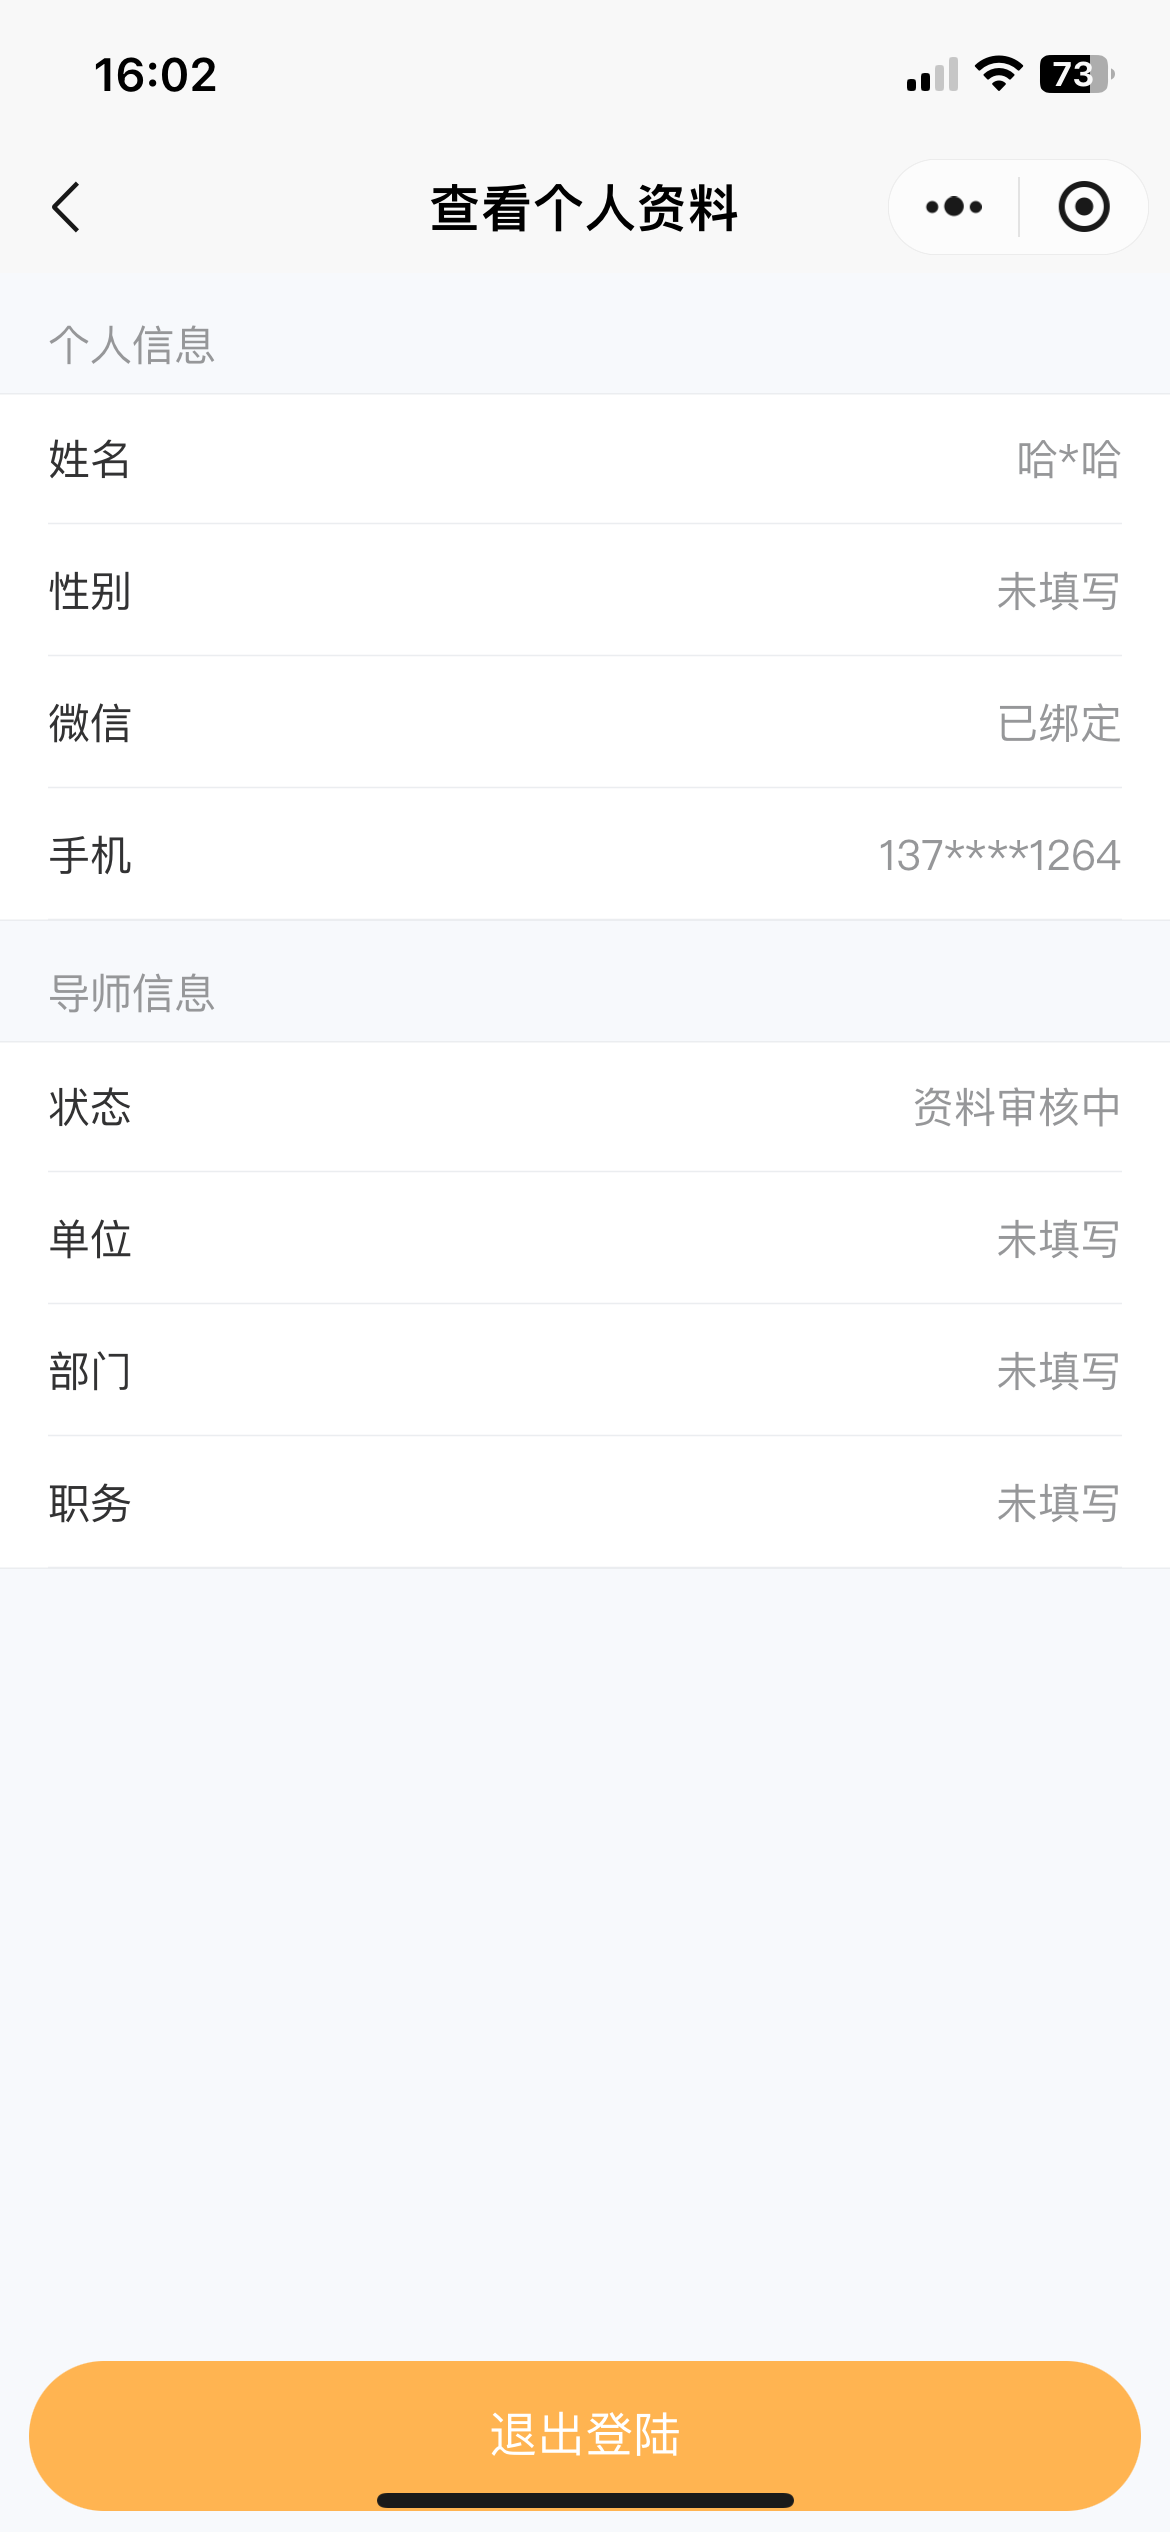 16:02
73
查看个人资料
个人信息
姓名 哈*哈
性别 未填写
微信 已绑定
手机 137****1264
导师信息
状态 资料审核中
单位 未填写
部门 未填写
职务 未填写
退出登陆